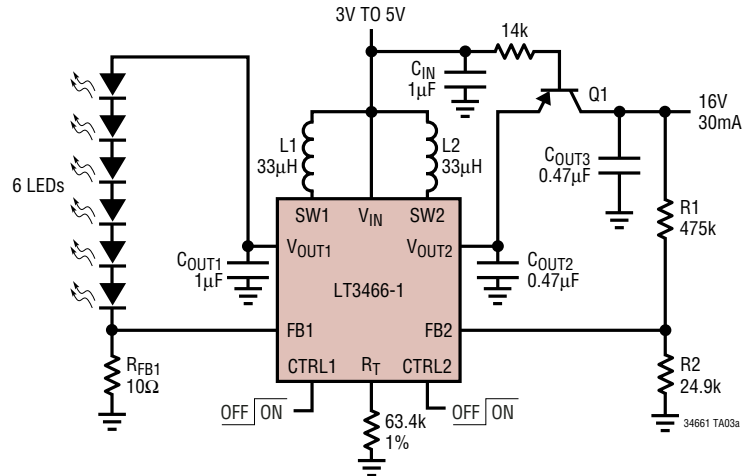 3V TO 5V
14k
CIN
1µF
Q1
16V
30mA
L1
33µH
L2
33µH
COUT3
0.47µF
R1
475k
6 LEDs
SW1
VIN
SW2
VOUT1
VOUT2
COUT1
1µF
COUT2
0.47µF
LT3466-1
FB1
FB2
RFB1
10Ω
CTRL1
RT
CTRL2
R2
24.9k
OFF ON
OFF ON
63.4k
1%
34661 TA03a